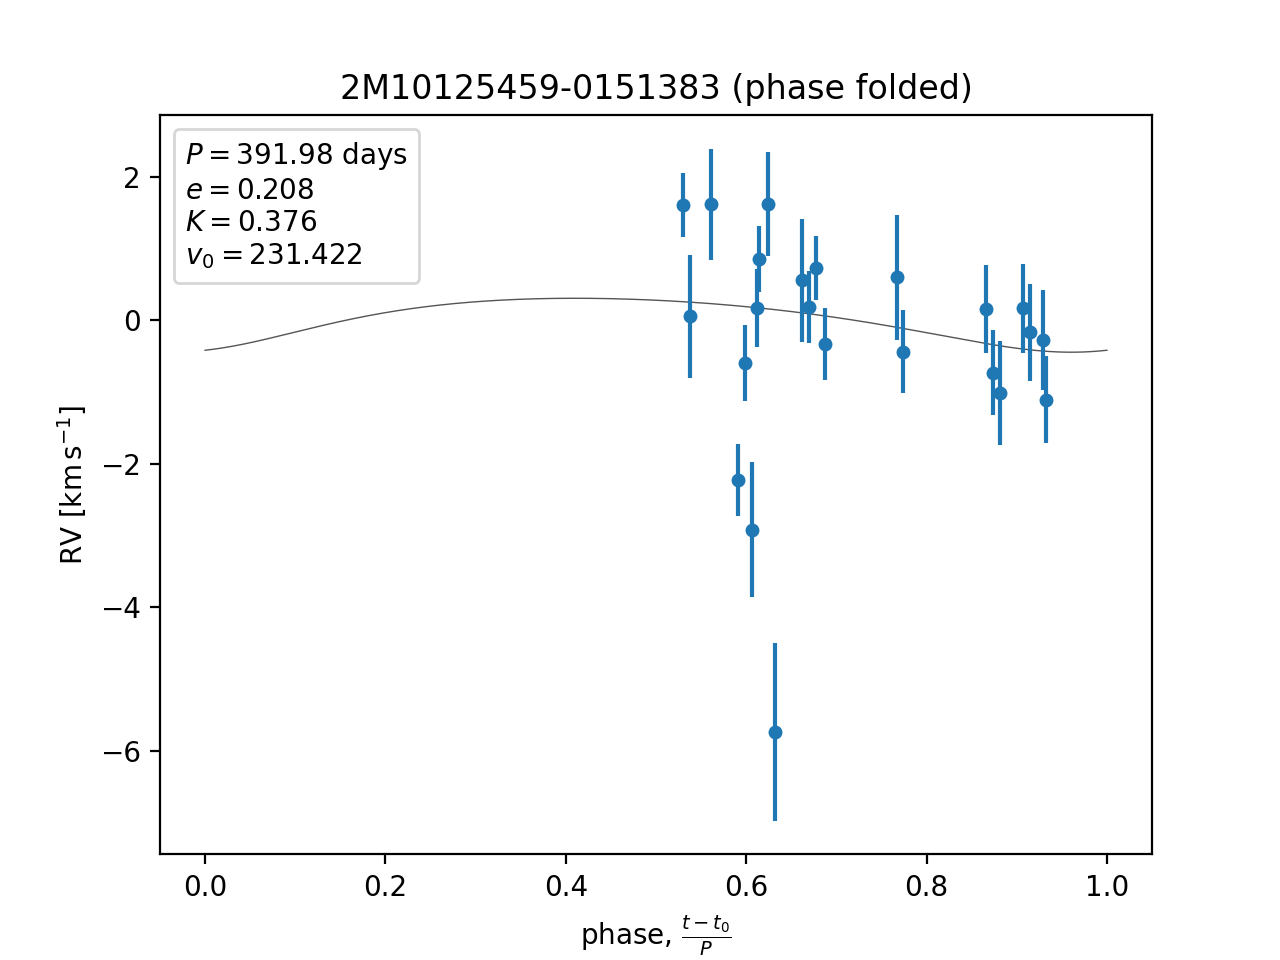 2M10125459-0151383 (phase folded)
P = 391.98 days
e = 0.208
K = 0.376
v₀ = 231.422
2
0
−2
−4
−6
RV [km s⁻¹]
0.0 0.2 0.4 0.6 0.8 1.0
phase, (t − t₀)/P